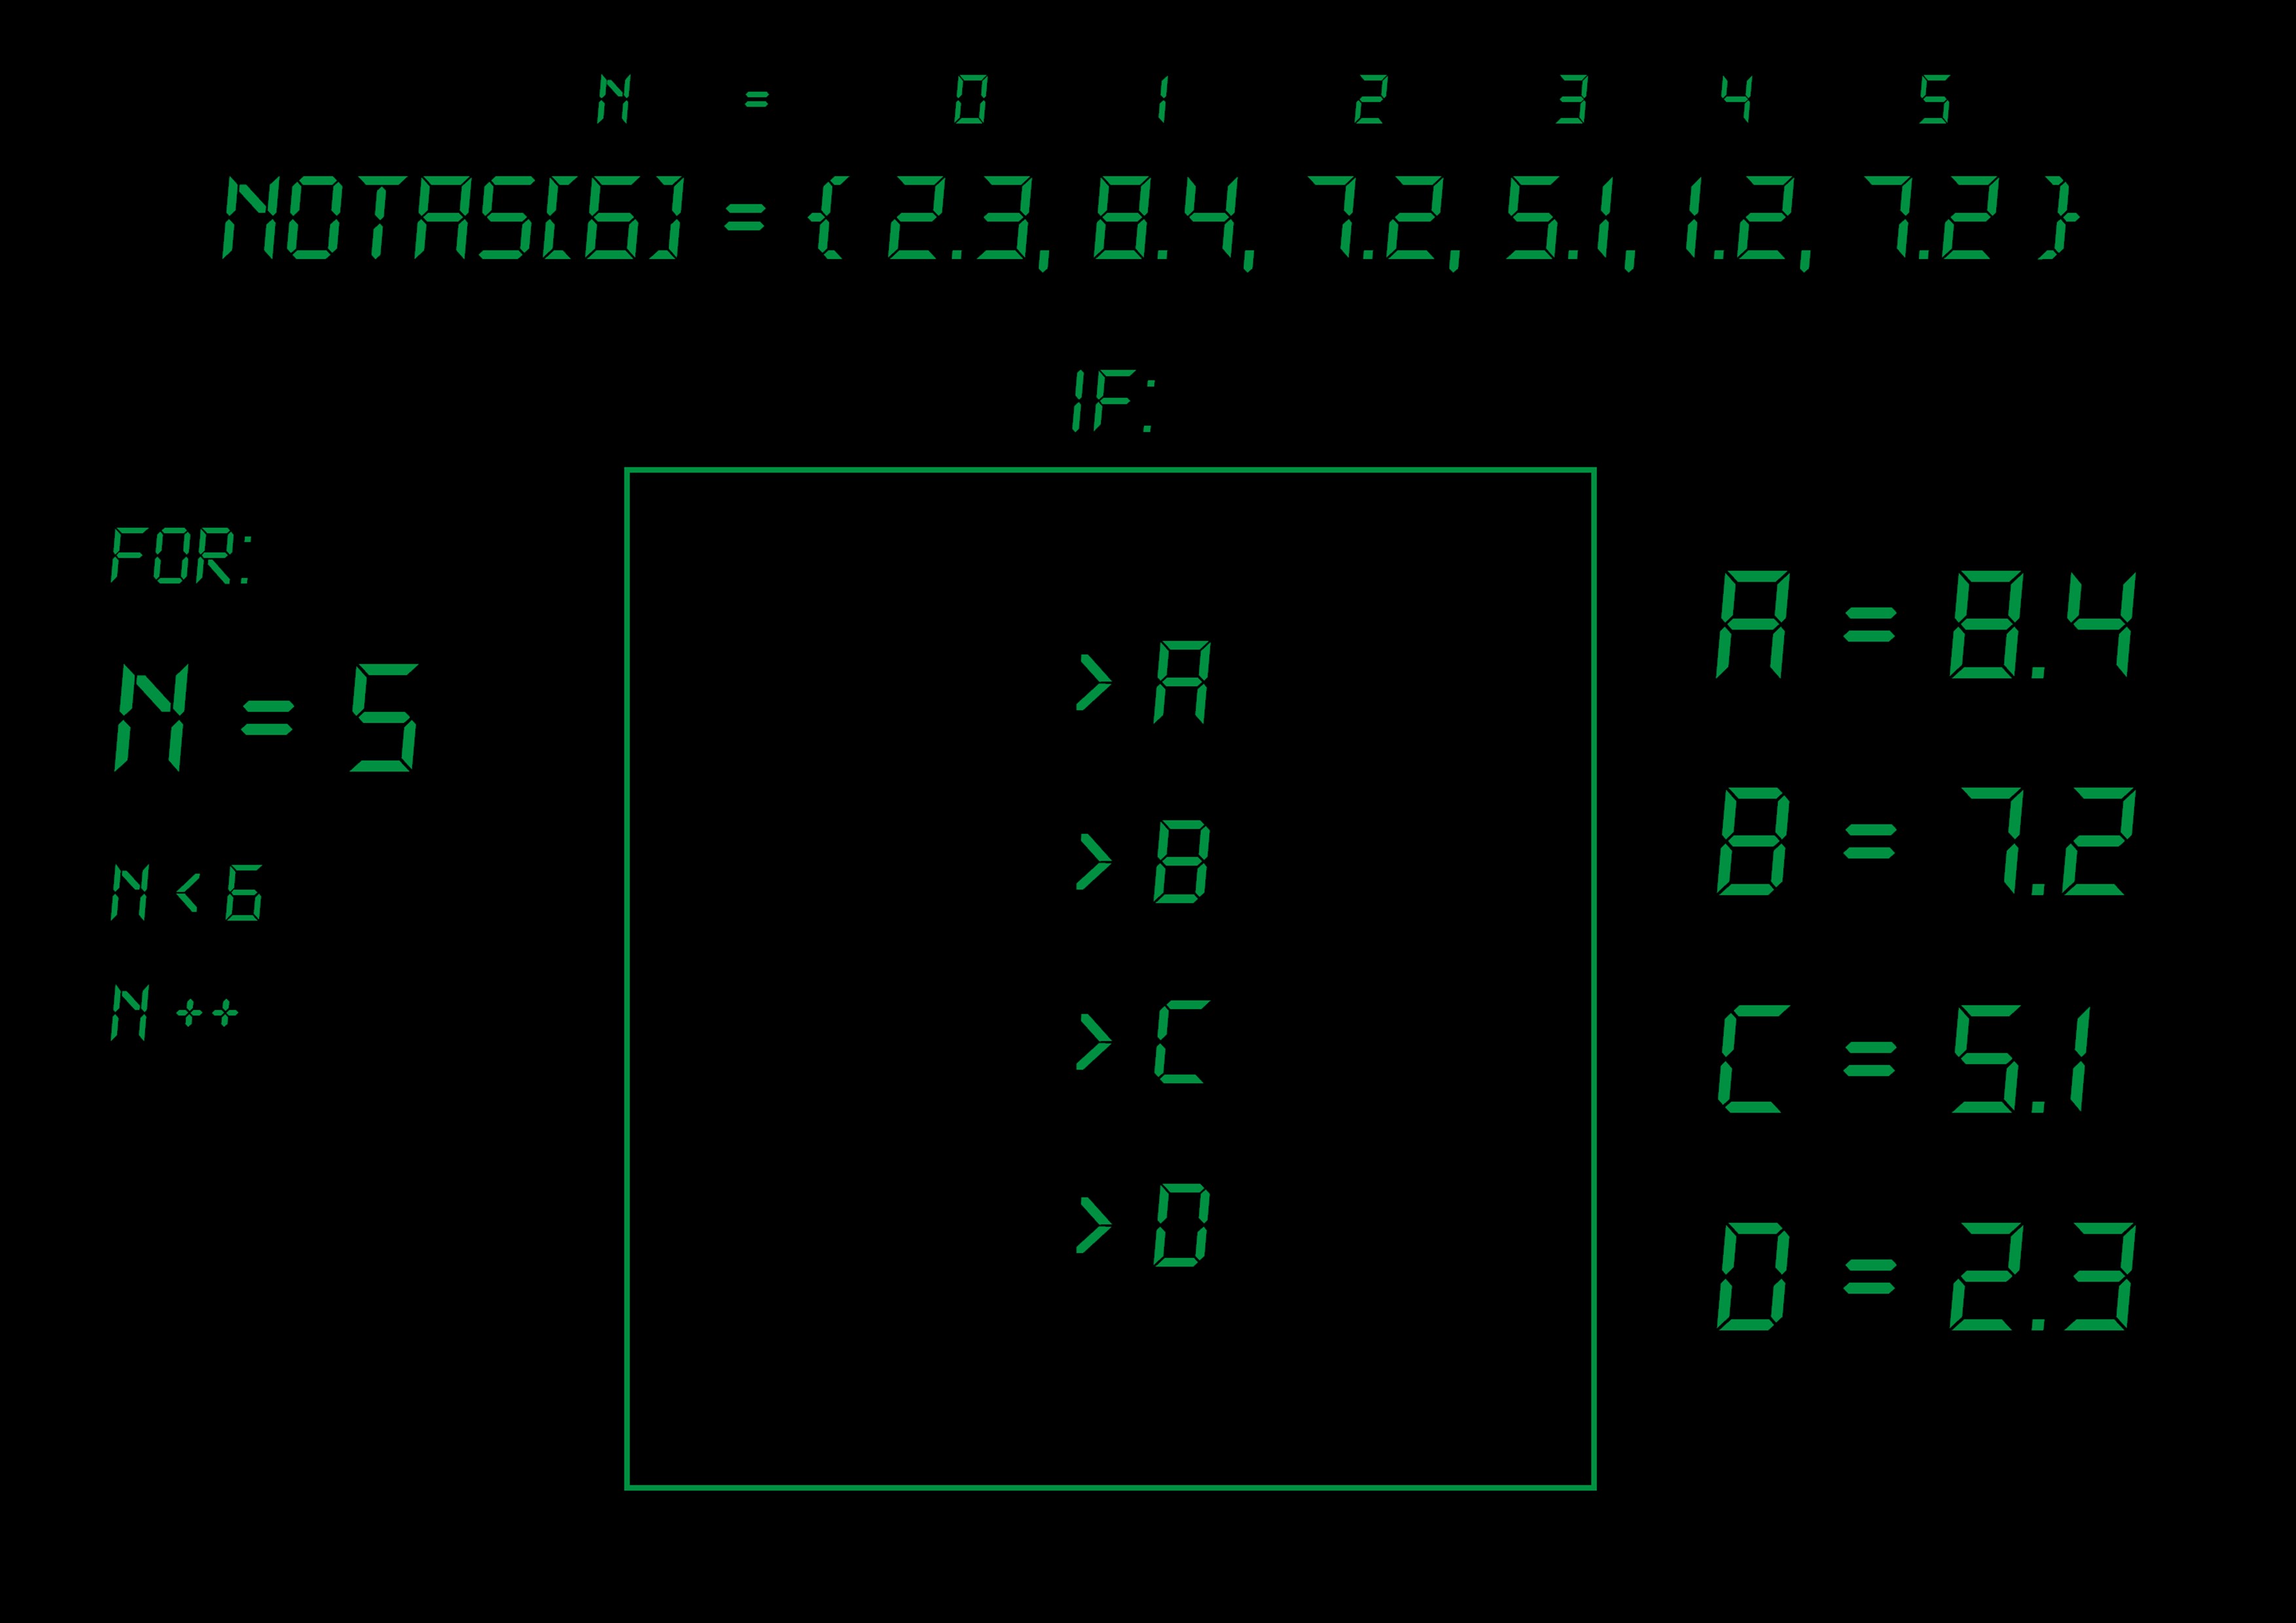 N = 0 1 2 3 4 5
NOTAS[6] = { 2.3, 8.4, 7.2, 5.1, 1.2, 7.2 }
IF:
FOR:
N = 5
N < 6
N ++
> A
> B
> C
> D
A = 8.4
B = 7.2
C = 5.1
D = 2.3